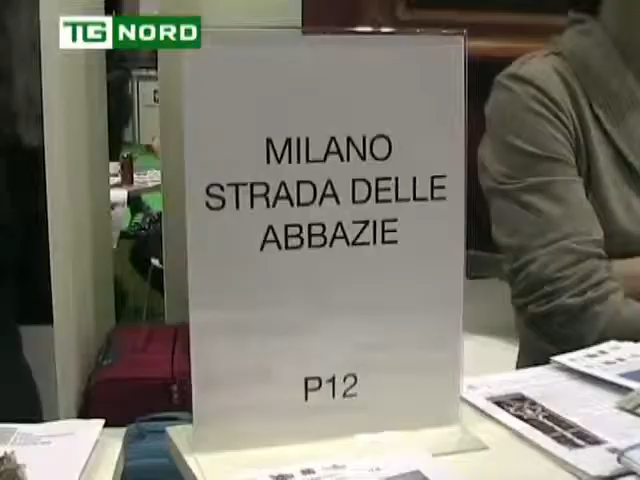 TG NORD
MILANO
STRADA DELLE
ABBAZIE
P12